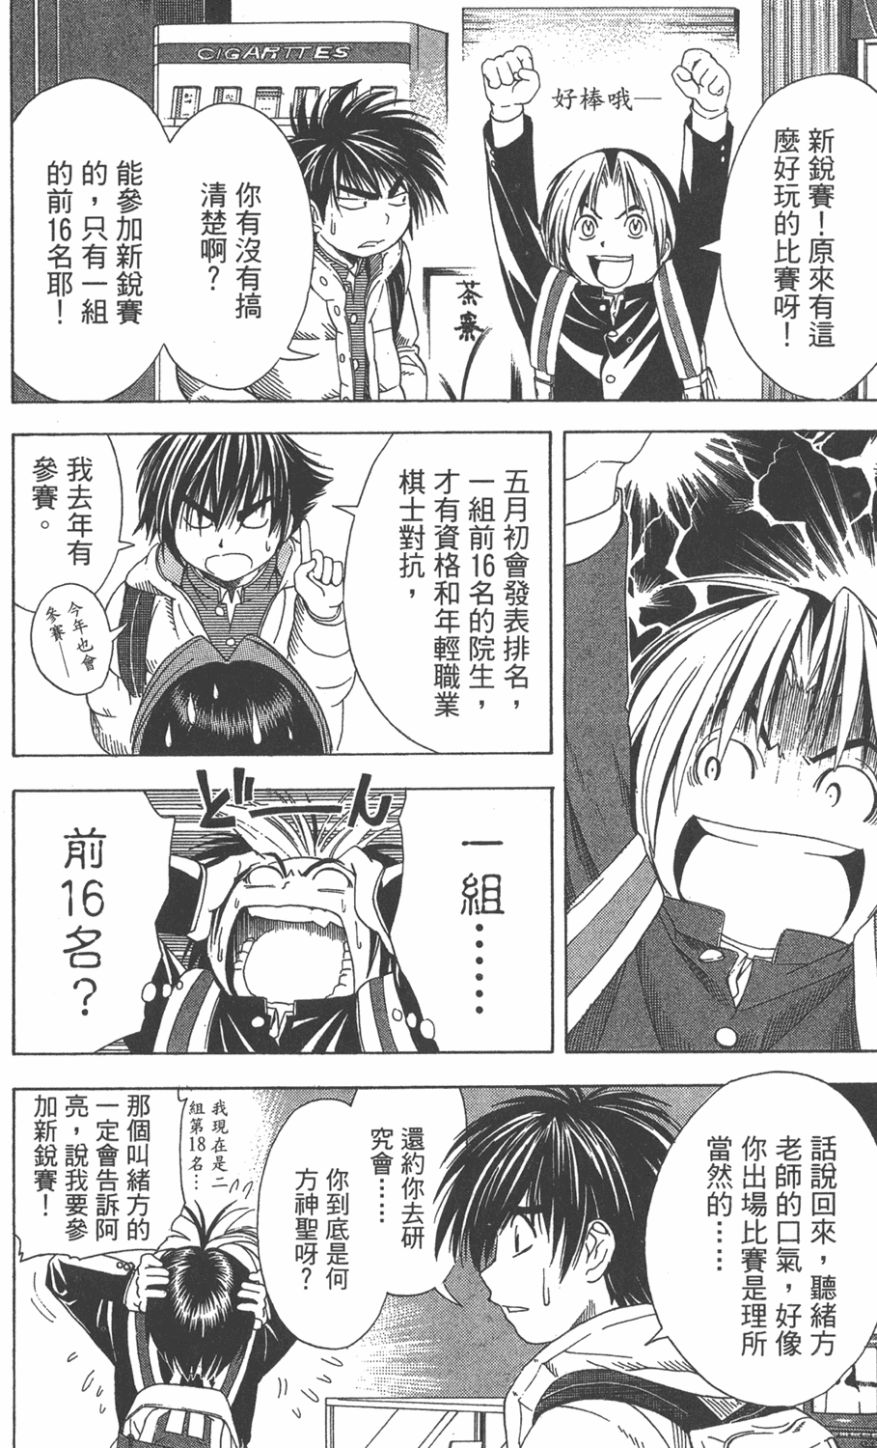 新銳賽！原來有這
麼好玩的比賽呀！
好棒哦—
茶寮
CIGARTTES
你有沒有搞
清楚啊？
能參加新銳賽
的，只有一組
的前16名耶！
五月初會發表排名，
一組前16名的院生，
才有資格和年輕職業
棋士對抗，
我去年有
參賽。
今年也會
參賽—
一組……
どーん
前16名？
話說回來，聽緒方
老師的口氣，好像
你出場比賽是理所
當然的……
還約你去研
究會……
你到底是何
方神聖呀？
我現在是二
組第18名…
那個叫緒方的
一定會告訴阿
亮，說我要參
加新銳賽！